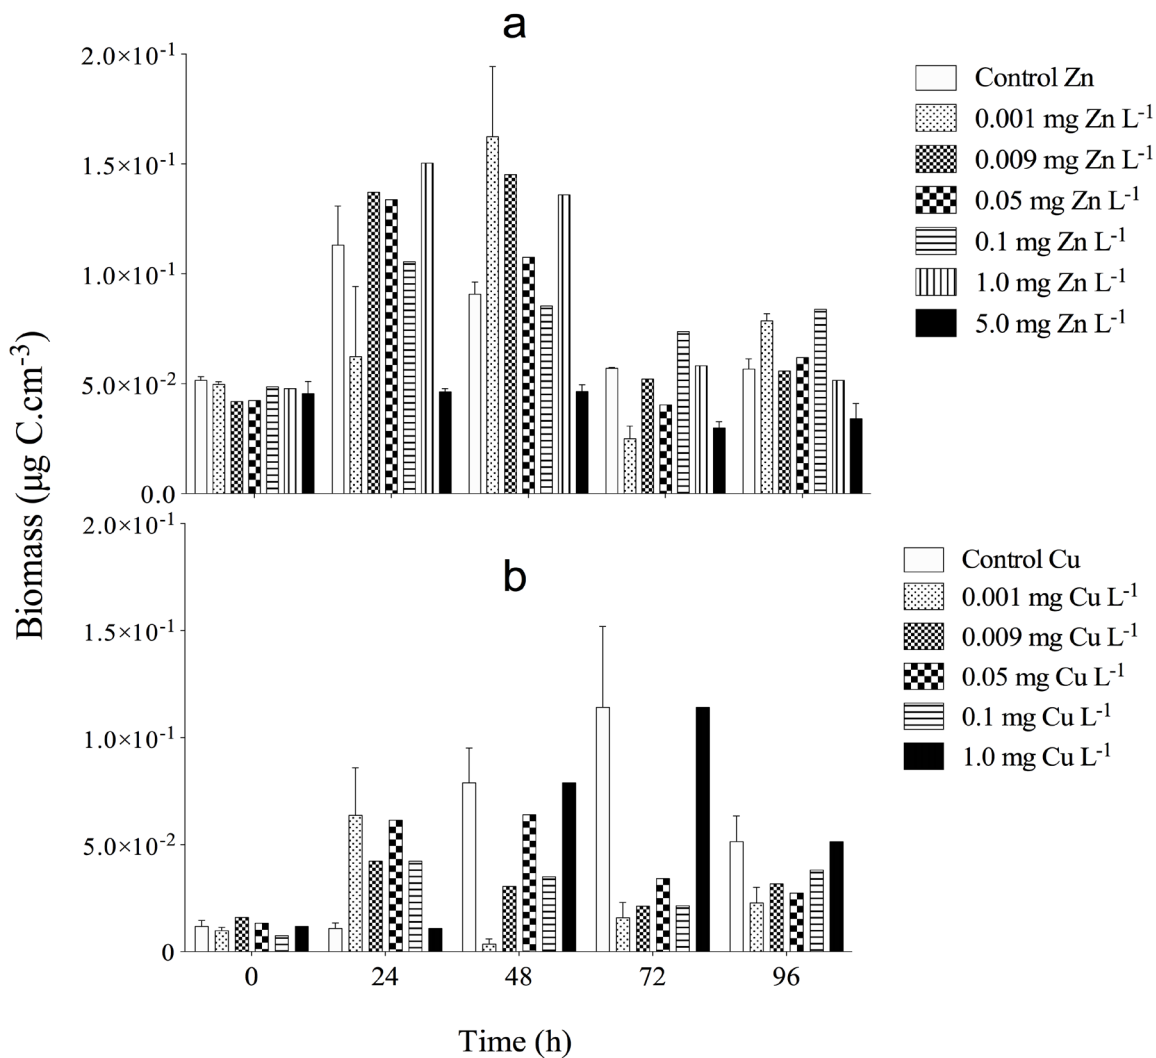 a
2.0×10⁻¹
1.5×10⁻¹
1.0×10⁻¹
5.0×10⁻²
0.0
Control Zn
0.001 mg Zn L⁻¹
0.009 mg Zn L⁻¹
0.05 mg Zn L⁻¹
0.1 mg Zn L⁻¹
1.0 mg Zn L⁻¹
5.0 mg Zn L⁻¹
Biomass (µg C.cm⁻³)
b
2.0×10⁻¹
1.5×10⁻¹
1.0×10⁻¹
5.0×10⁻²
0
Control Cu
0.001 mg Cu L⁻¹
0.009 mg Cu L⁻¹
0.05 mg Cu L⁻¹
0.1 mg Cu L⁻¹
1.0 mg Cu L⁻¹
0 24 48 72 96
Time (h)